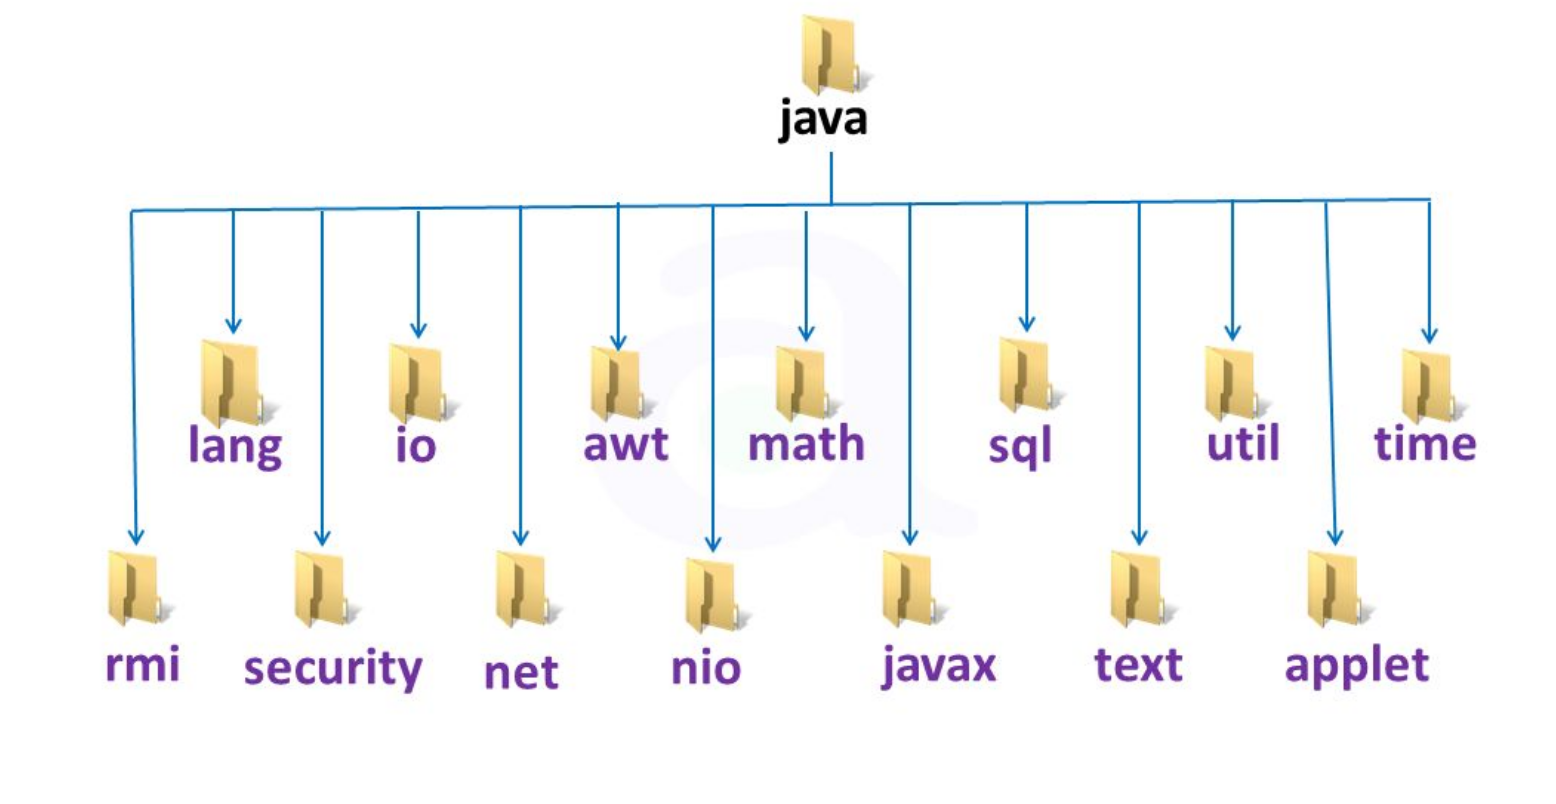 java
lang io awt math sql util time
rmi security net nio javax text applet